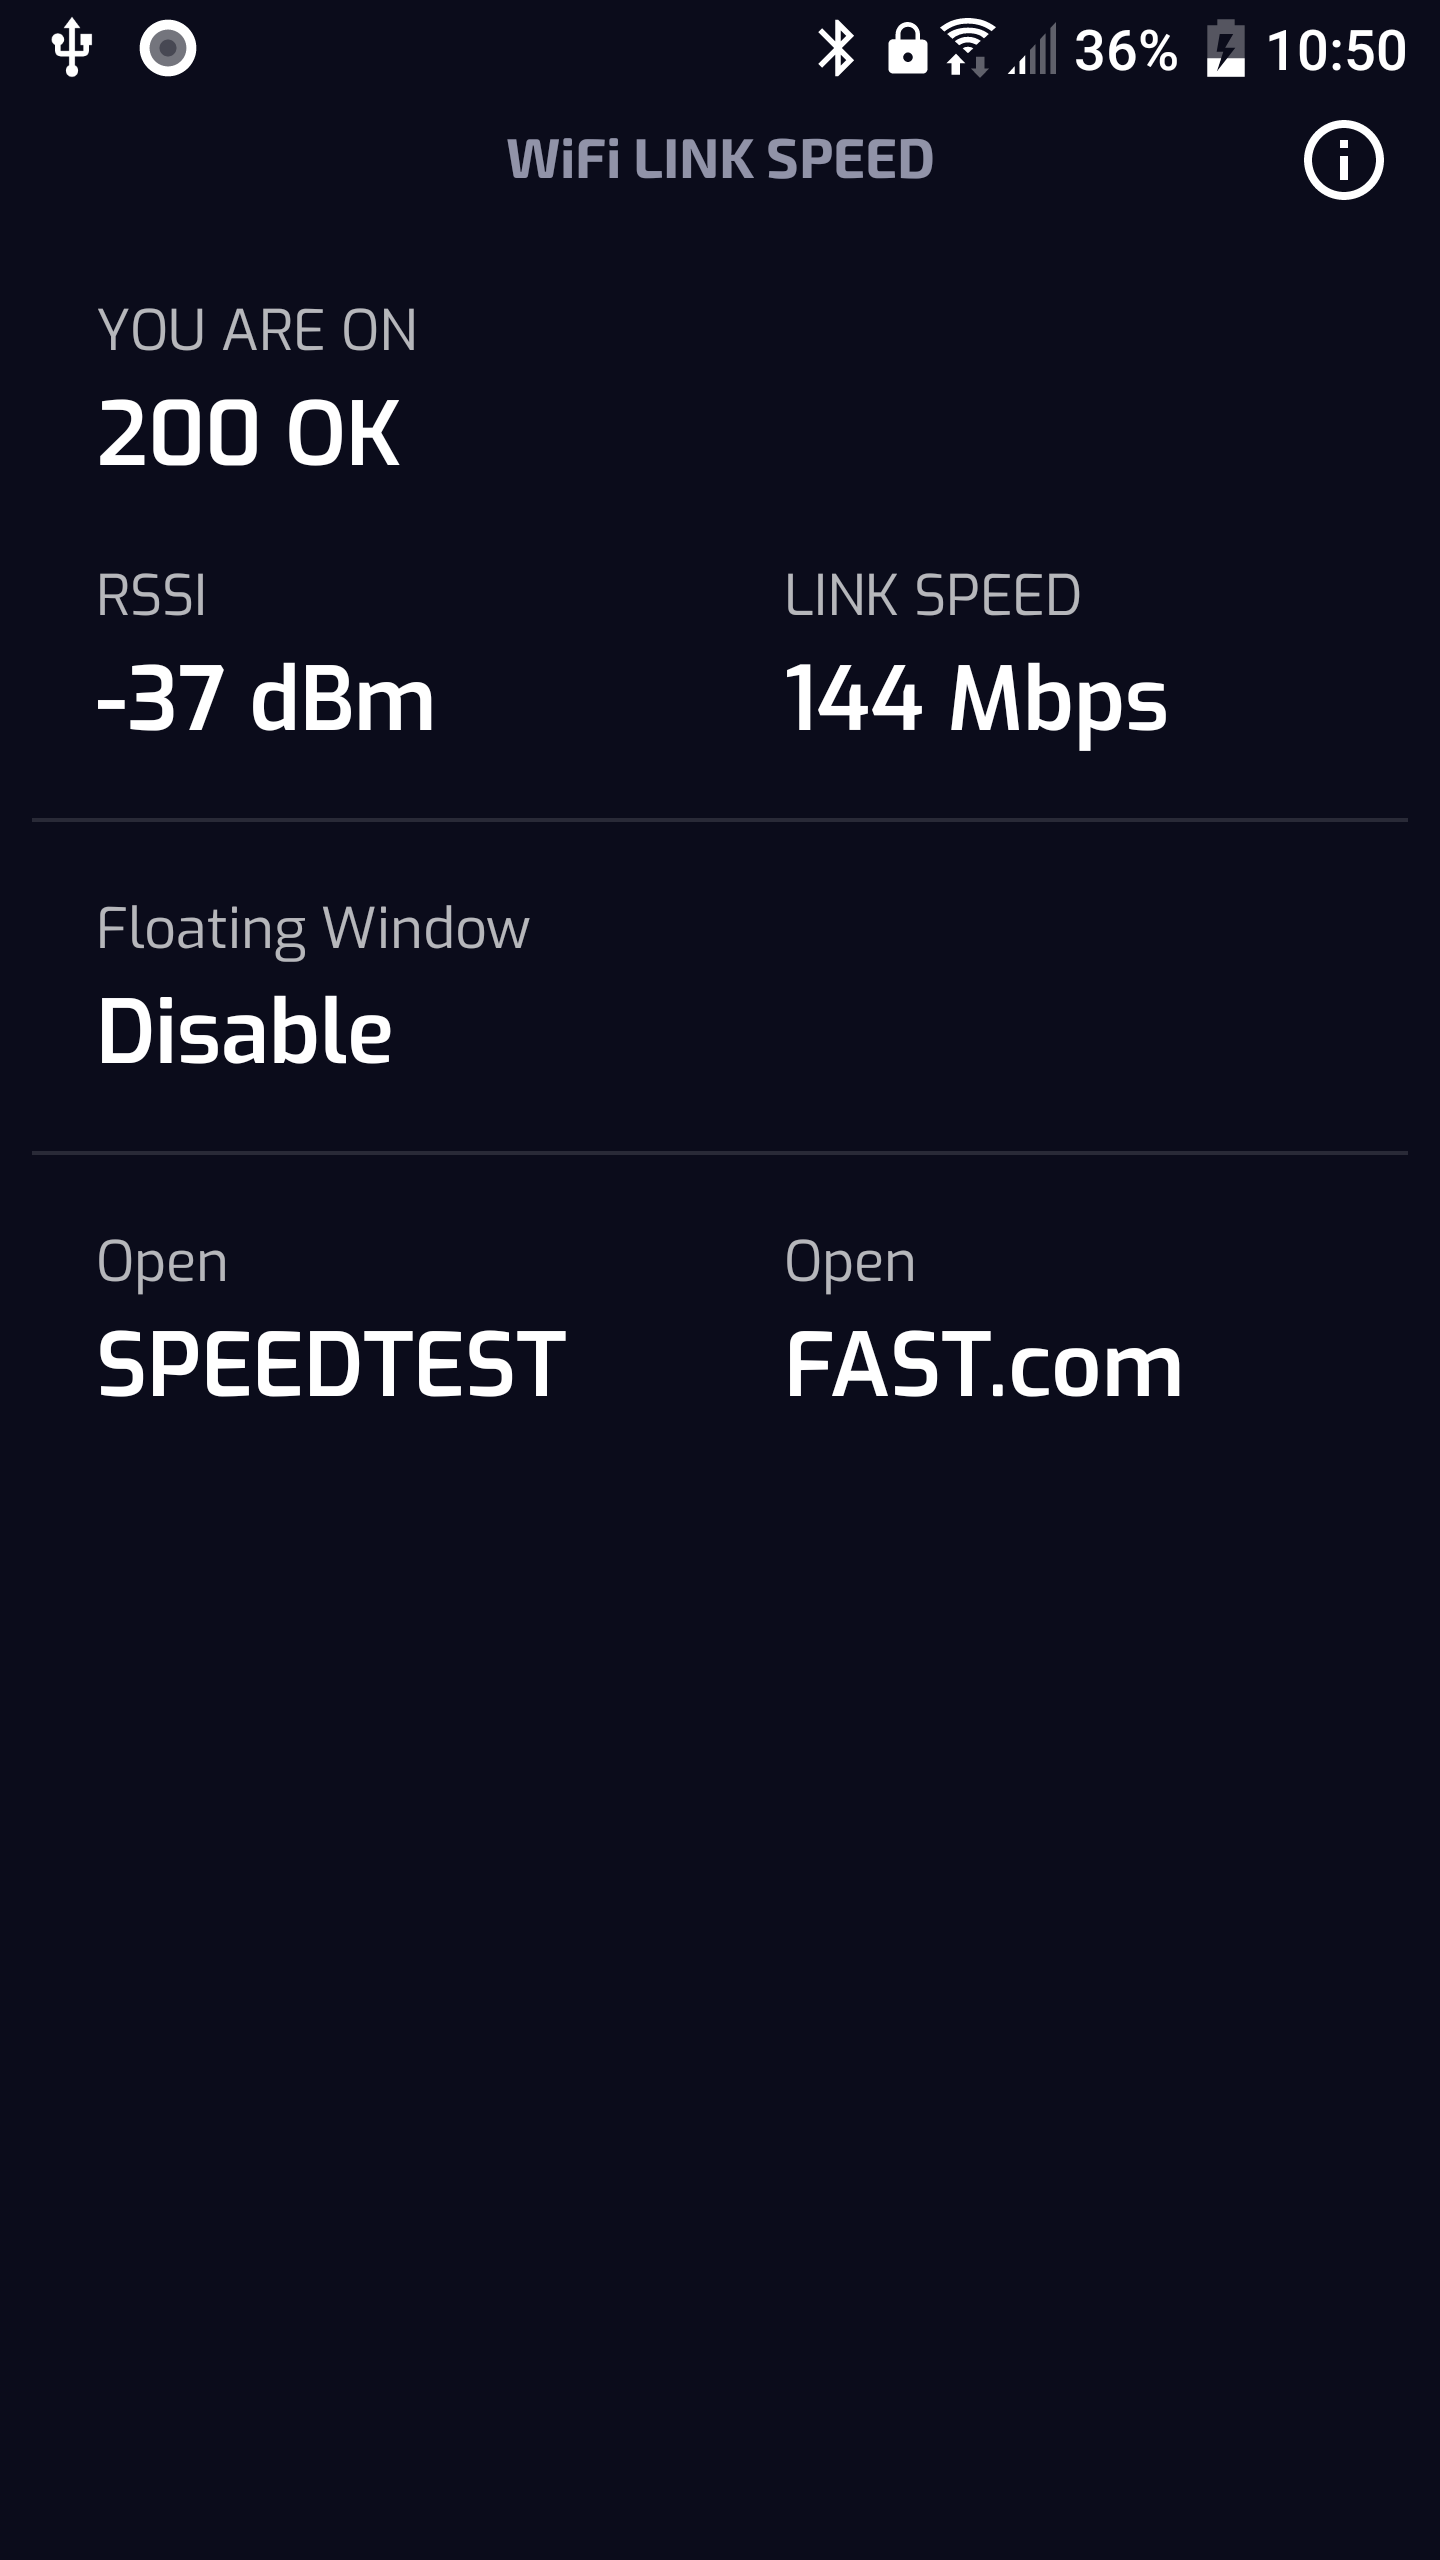 36% 10:50
WiFi LINK SPEED
YOU ARE ON
200 OK
RSSI LINK SPEED
-37 dBm 144 Mbps
Floating Window
Disable
Open Open
SPEEDTEST FAST.com